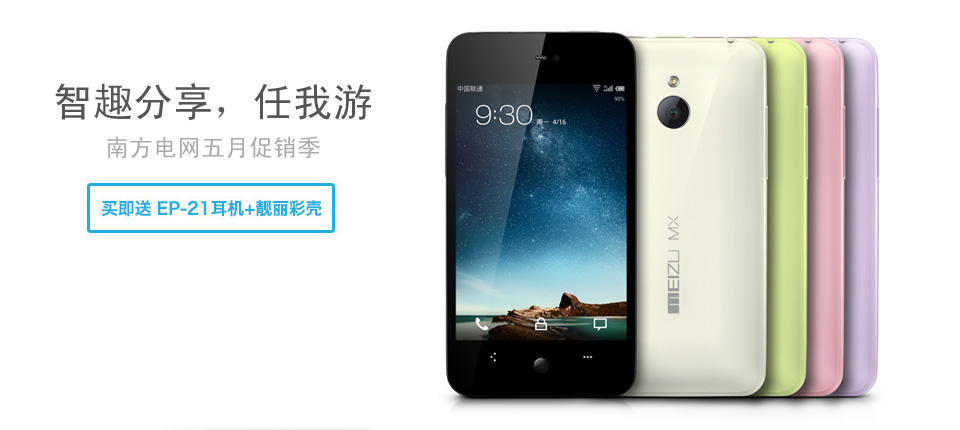 智趣分享，任我游
南方电网五月促销季
买即送 EP-21耳机+靓丽彩壳
中国联通
90%
9:30 周一 4/16
MEIZU MX